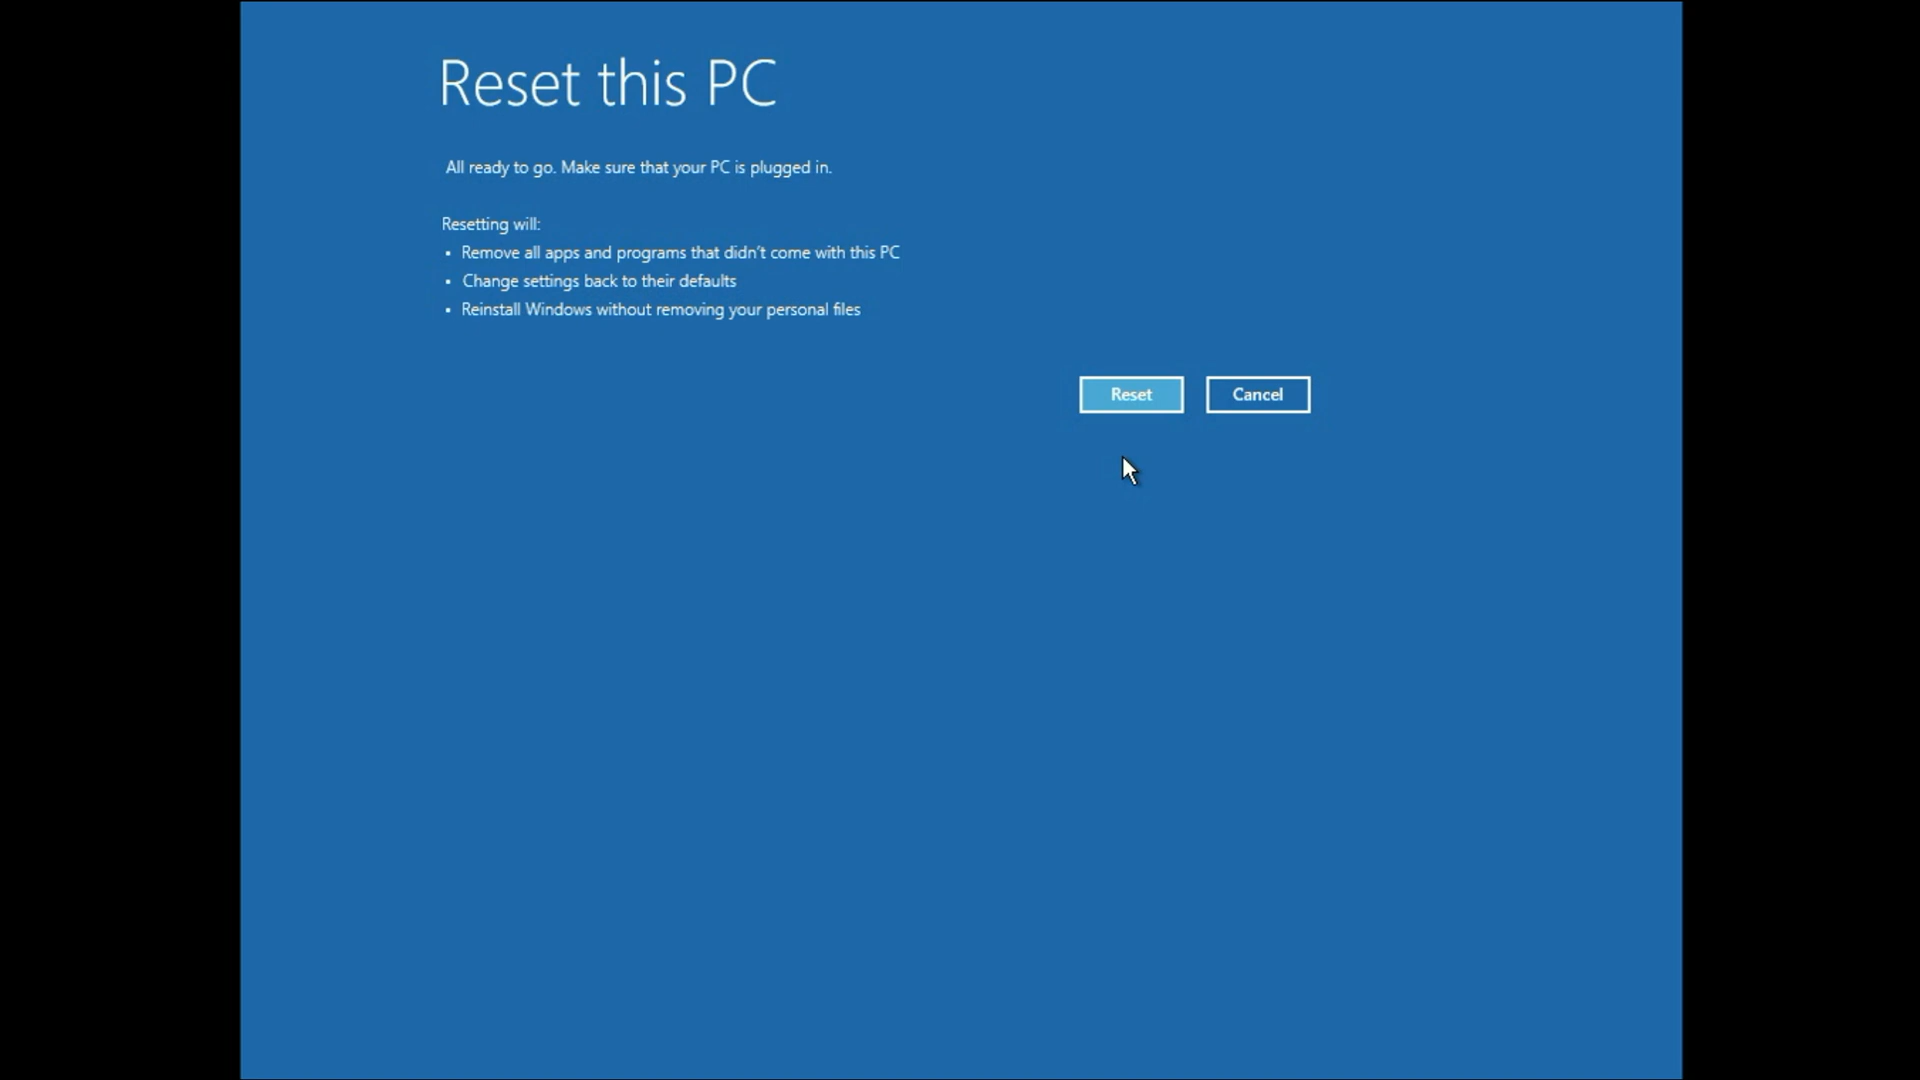 Reset this PC
All ready to go. Make sure that your PC is plugged in.
Resetting will:
▪ Remove all apps and programs that didn't come with this PC
▪ Change settings back to their defaults
▪ Reinstall Windows without removing your personal files
Reset Cancel